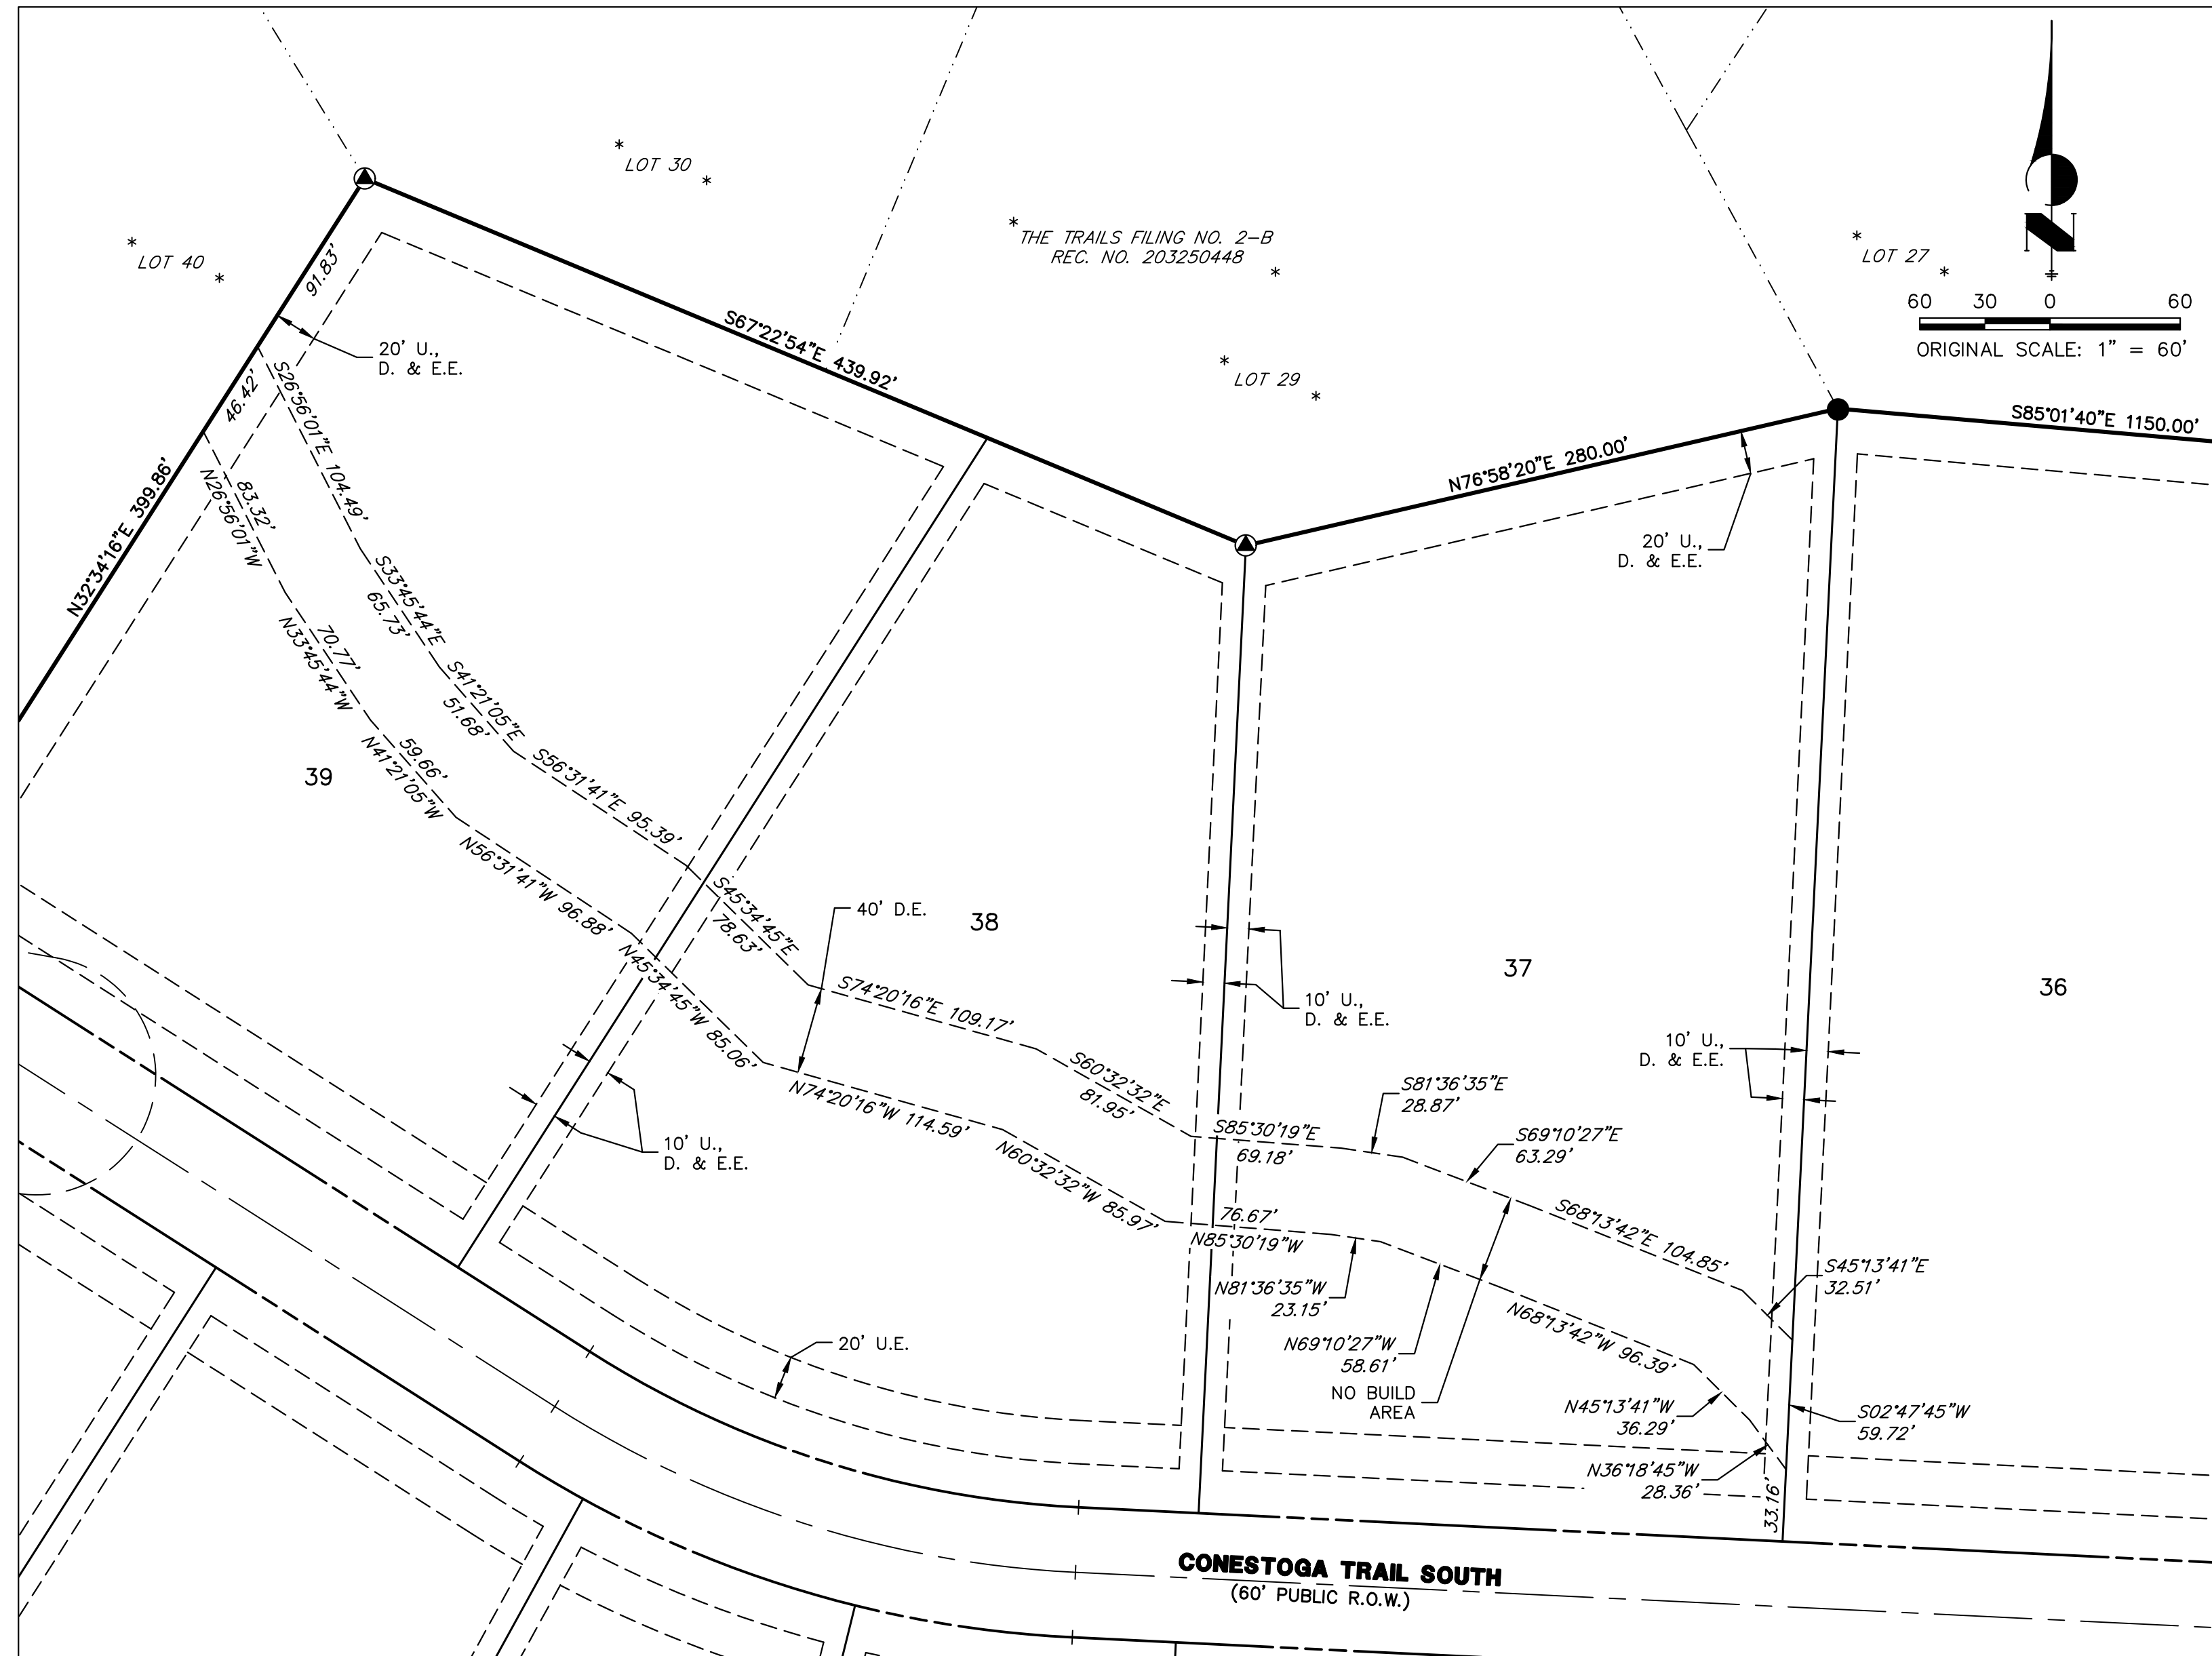 *
LOT 30
*
*
LOT 40
*
*
THE TRAILS FILING NO. 2-B
REC. NO. 203250448
*
*
LOT 27
*
N
60 30 0 60
ORIGINAL SCALE: 1" = 60'
91.83'
20' U.,
D. & E.E.
S67°22'54"E 439.92'
*
LOT 29
*
S85°01'40"E 1150.00'
N76°58'20"E 280.00'
20' U.,
D. & E.E.
46.42'
N32°34'16"E 399.86'
S26°56'01"E 104.49'
83.32'
N26°56'01"W
S33°45'44"E
65.73'
70.77'
N33°45'44"W
S41°21'05"E
51.68'
59.66'
N41°21'05"W
S56°31'41"E 95.39'
N56°31'41"W 96.88'
39
38
37
36
S45°34'45"E
78.63'
N45°34'45"W 85.06'
40' D.E.
S74°20'16"E 109.17'
N74°20'16"W 114.59'
S60°32'32"E
81.95'
N60°32'32"W 85.97'
10' U.,
D. & E.E.
10' U.,
D. & E.E.
10' U.,
D. & E.E.
S85°30'19"E
69.18'
76.67'
N85°30'19"W
S81°36'35"E
28.87'
N81°36'35"W
23.15'
S69°10'27"E
63.29'
N69°10'27"W
58.61'
NO BUILD
AREA
S68°13'42"E 104.85'
N68°13'42"W 96.39'
S45°13'41"E
32.51'
N45°13'41"W
36.29'
S02°47'45"W
59.72'
N36°18'45"W
28.36'
33.16'
20' U.E.
CONESTOGA TRAIL SOUTH
(60' PUBLIC R.O.W.)